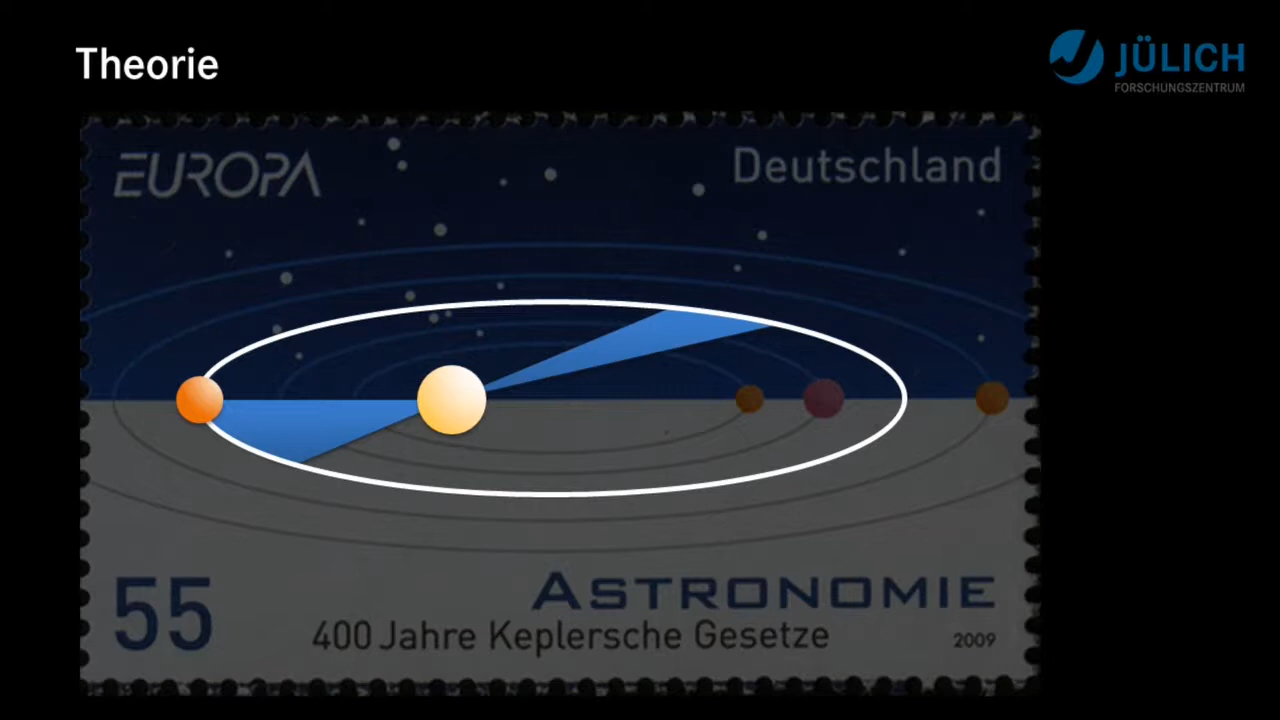 Theorie
JÜLICH
FORSCHUNGSZENTRUM
EUROPA
Deutschland
55
ASTRONOMIE
400 Jahre Keplersche Gesetze
2009